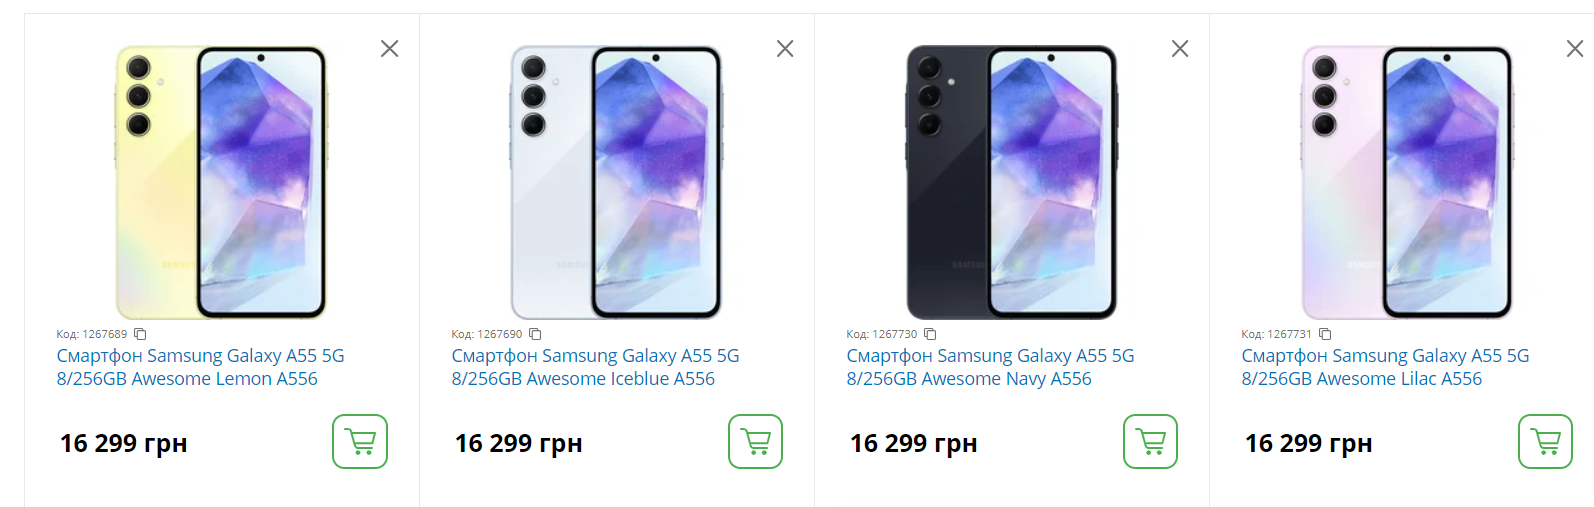 Код: 1267689
Смартфон Samsung Galaxy A55 5G
8/256GB Awesome Lemon A556
16 299 грн
Код: 1267690
Смартфон Samsung Galaxy A55 5G
8/256GB Awesome Iceblue A556
16 299 грн
Код: 1267730
Смартфон Samsung Galaxy A55 5G
8/256GB Awesome Navy A556
16 299 грн
Код: 1267731
Смартфон Samsung Galaxy A55 5G
8/256GB Awesome Lilac A556
16 299 грн